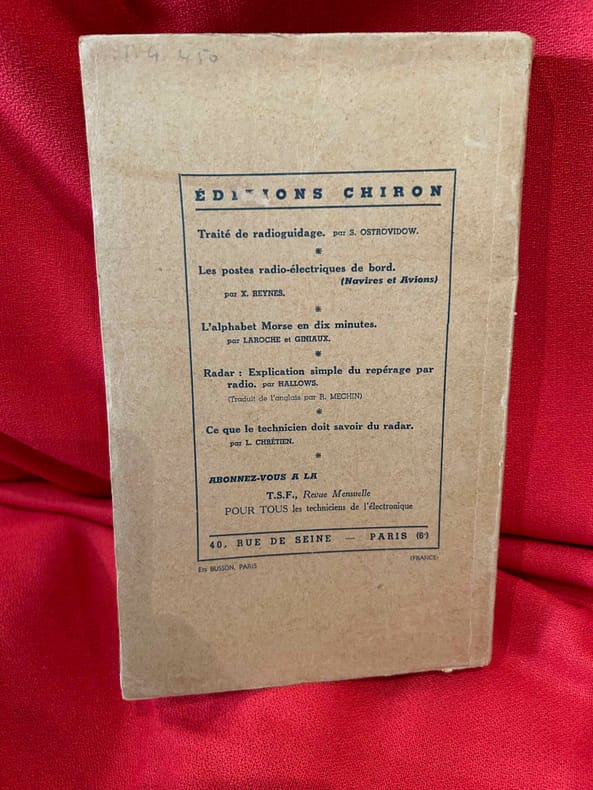 G. 450
ÉDITIONS CHIRON
Traité de radioguidage. par S. OSTROVIDOW.
*
Les postes radio-électriques de bord.
(Navires et Avions)
par X. REYNES.
*
L'alphabet Morse en dix minutes.
par LAROCHE et GINIAUX.
*
Radar : Explication simple du repérage par
radio. par HALLOWS.
(Traduit de l'anglais par R. MECHIN)
*
Ce que le technicien doit savoir du radar.
par L. CHRÉTIEN.
*
ABONNEZ-VOUS A LA
T.S.F., Revue Mensuelle
POUR TOUS les techniciens de l'électronique
40, RUE DE SEINE — PARIS (6ᵉ)
Ets BUSSON, PARIS (FRANCE)